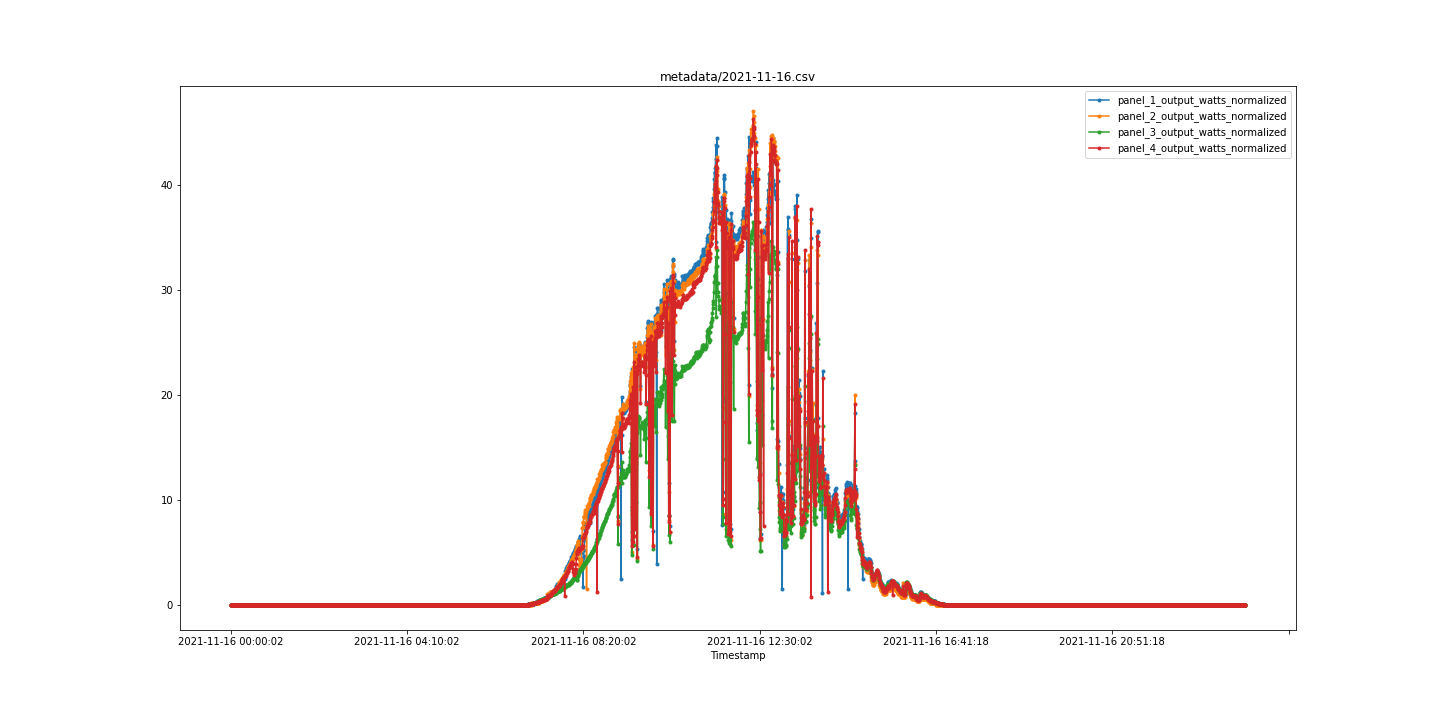 metadata/2021-11-16.csv
panel_1_output_watts_normalized
panel_2_output_watts_normalized
panel_3_output_watts_normalized
panel_4_output_watts_normalized
40
30
20
10
0
2021-11-16 00:00:02 2021-11-16 04:10:02 2021-11-16 08:20:02 2021-11-16 12:30:02 2021-11-16 16:41:18 2021-11-16 20:51:18
Timestamp